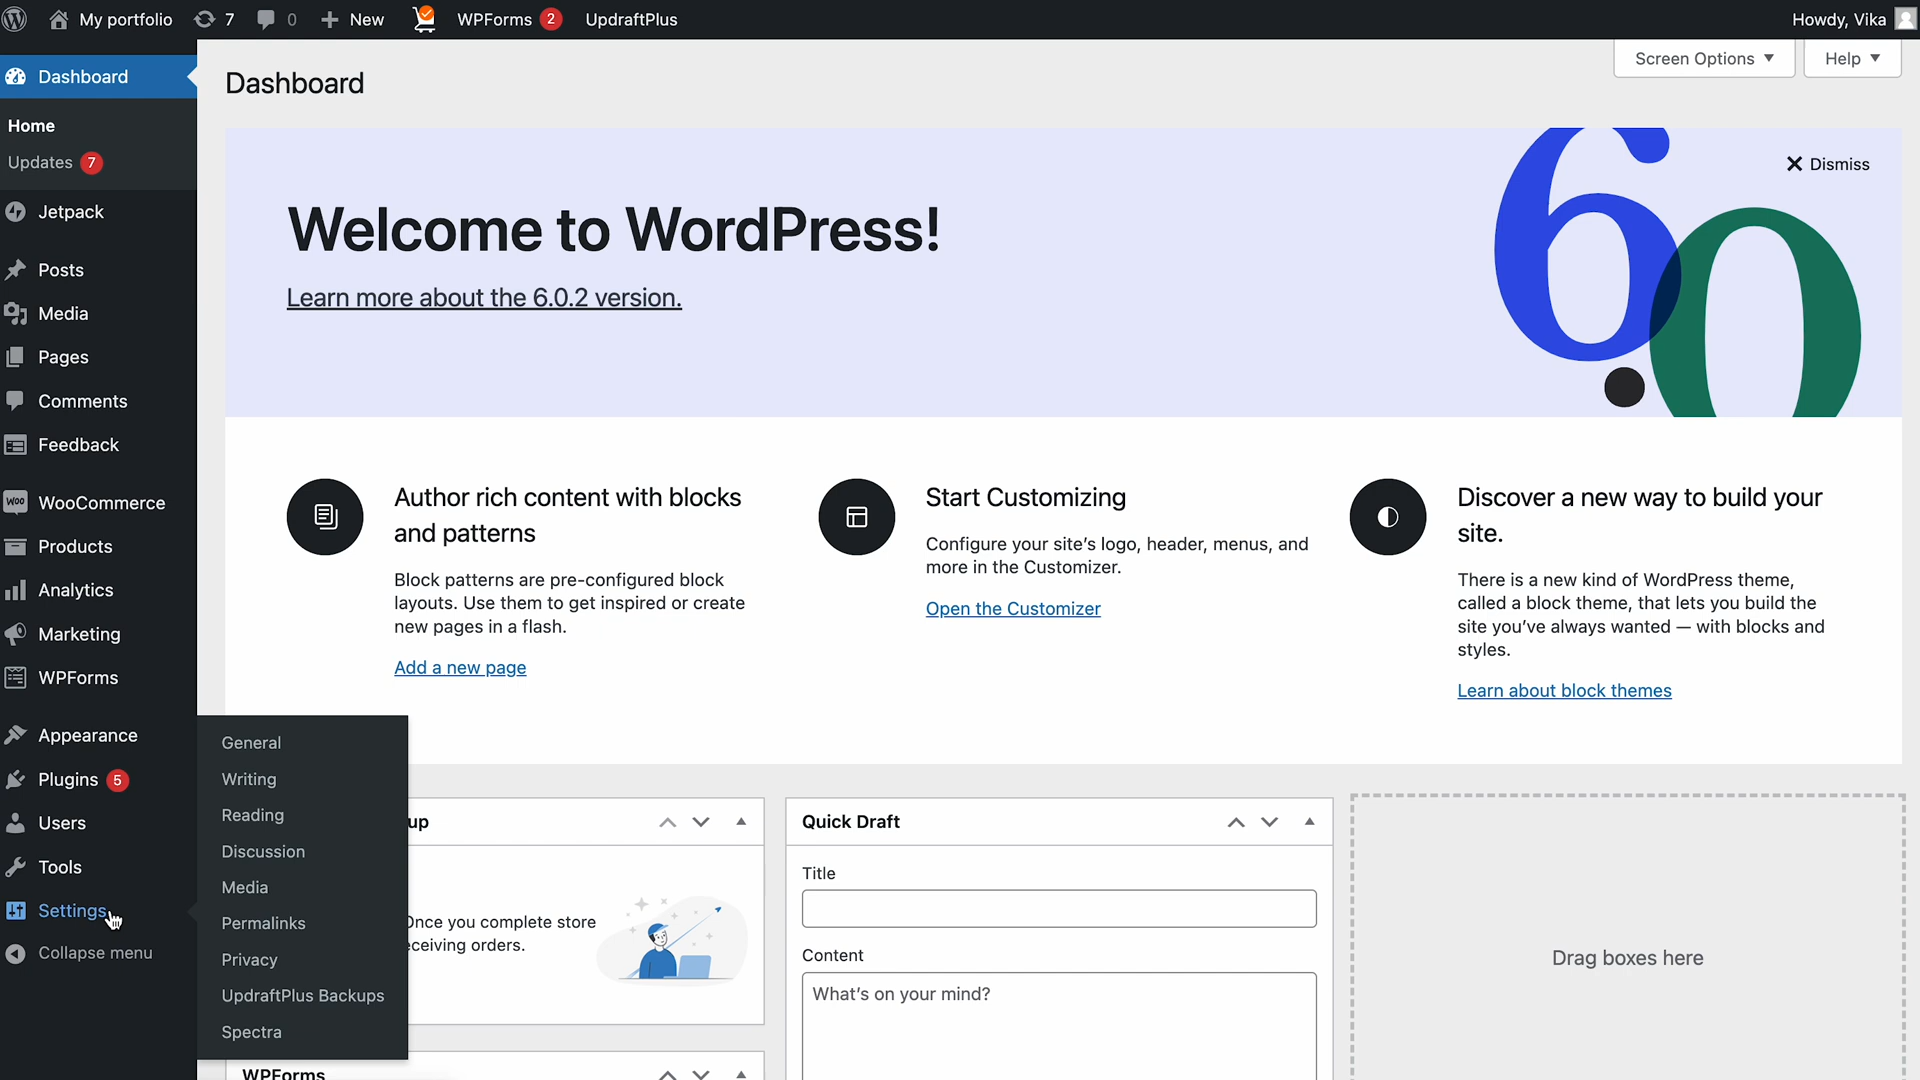 My portfolio 7 0 New WPForms 2 UpdraftPlus Howdy, Vika
Dashboard
Home
Updates 7
Jetpack
Posts
Media
Pages
Comments
Feedback
WOO WooCommerce
Products
Analytics
Marketing
WPForms
Appearance
Plugins 5
Users
Tools
Settings
Collapse menu
General
Writing
Reading
Discussion
Media
Permalinks
Privacy
UpdraftPlus Backups
Spectra
Screen Options Help
Dashboard
Dismiss
60
Welcome to WordPress!
Learn more about the 6.0.2 version.
Author rich content with blocks
and patterns
Block patterns are pre-configured block
layouts. Use them to get inspired or create
new pages in a flash.
Add a new page
Start Customizing
Configure your site's logo, header, menus, and
more in the Customizer.
Open the Customizer
Discover a new way to build your
site.
There is a new kind of WordPress theme,
called a block theme, that lets you build the
site you've always wanted — with blocks and
styles.
Learn about block themes
up
Once you complete store
eceiving orders.
WPForms
Quick Draft
Title
Content
What's on your mind?
Drag boxes here